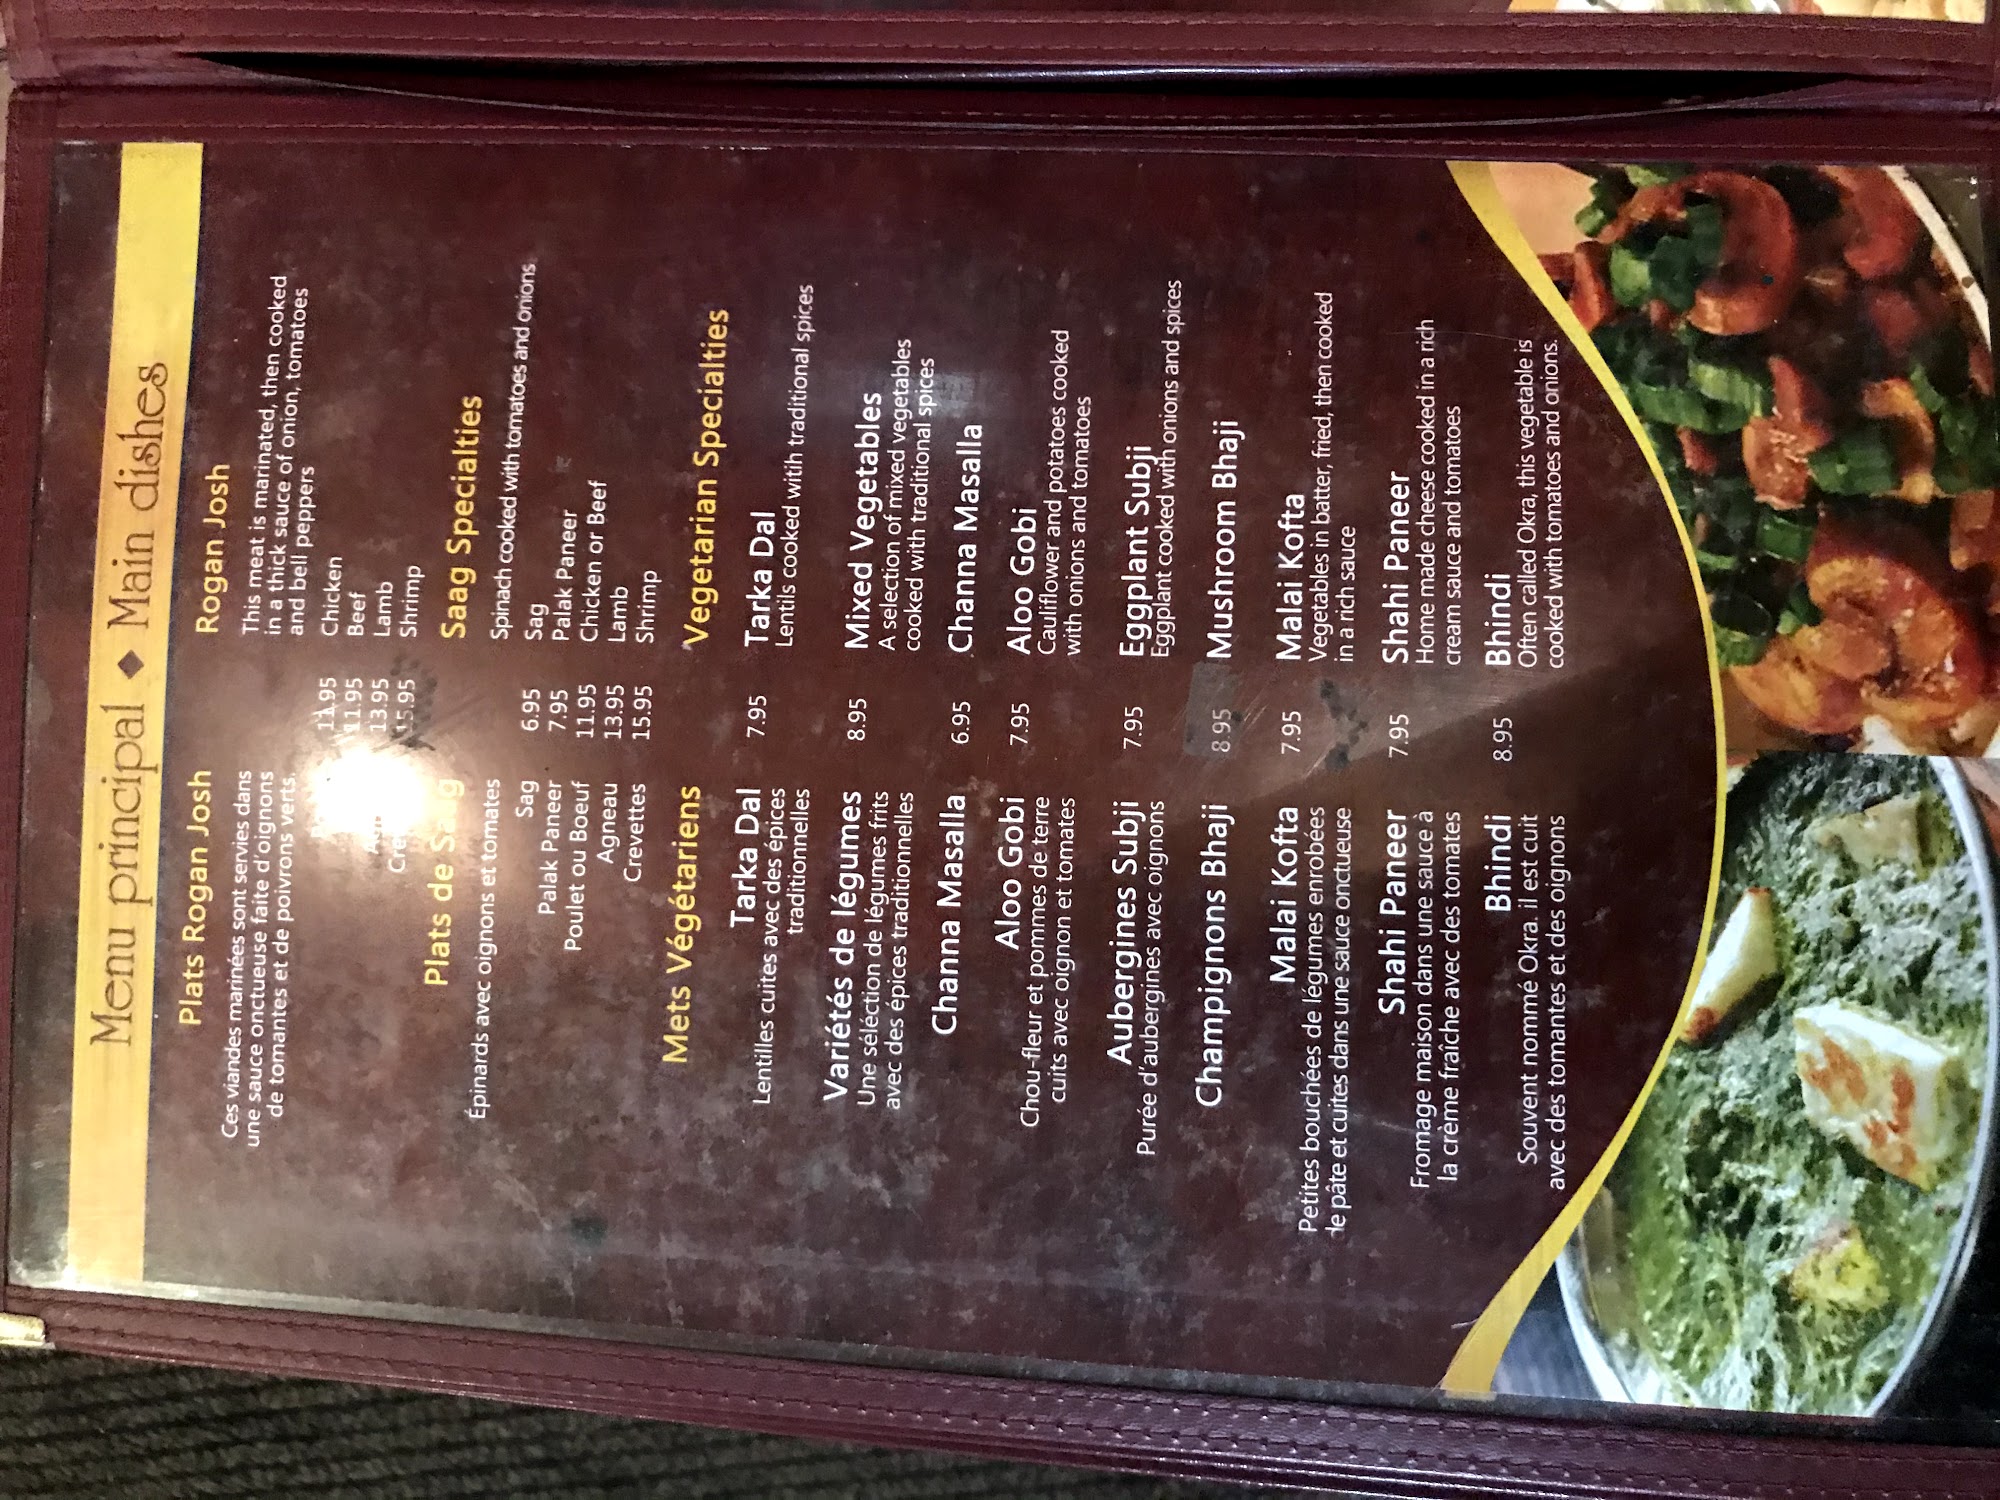 Menu principal ◆ Main dishes
Plats Rogan Josh
Ces viandes marinées sont servies dans
une sauce onctueuse faite d'oignons
de tomantes et de poivrons verts.
Rogan Josh
This meat is marinated, then cooked
in a thick sauce of onion, tomatoes
and bell peppers
11.95 Chicken
11.95 Beef
13.95 Lamb
15.95 Shrimp
Plats de Saag
Épinards avec oignons et tomates
Saag Specialties
Spinach cooked with tomatoes and onions
Sag 6.95 Sag
Palak Paneer 7.95 Palak Paneer
Poulet ou Boeuf 11.95 Chicken or Beef
Agneau 13.95 Lamb
Crevettes 15.95 Shrimp
Mets Végétariens Vegetarian Specialties
Tarka Dal 7.95 Tarka Dal
Lentilles cuites avec des épices
traditionnelles
Lentils cooked witih traditional spices
Variétés de légumes 8.95 Mixed Vegetables
Une séléction de légumes frits
avec des épices traditionnelles
A selection of mixed vegetables
cooked with traditional spices
Channa Masalla 6.95 Channa Masalla
Aloo Gobi 7.95 Aloo Gobi
Chou-fleur et pommes de terre
cuits avec oignon et tomates
Cauliflower and potatoes cooked
with onions and tomatoes
Aubergines Subji 7.95 Eggplant Subji
Purée d'aubergines avec oignons
Eggplant cooked with onions and spices
Champignons Bhaji 8.95 Mushroom Bhaji
Malai Kofta 7.95 Malai Kofta
Petites bouchées de légumes enrobées
de pâte et cuites dans une sauce onctueuse
Vegetables in batter, fried, then cooked
in a rich sauce
Shahi Paneer 7.95 Shahi Paneer
Fromage maison dans une sauce à
la crème fraîche avec des tomates
Home made cheese cooked in a rich
cream sauce and tomatoes
Bhindi 8.95 Bhindi
Souvent nommé Okra. il est cuit
avec des tomantes et des oignons
Often called Okra, this vegetable is
cooked with tomatoes and onions.